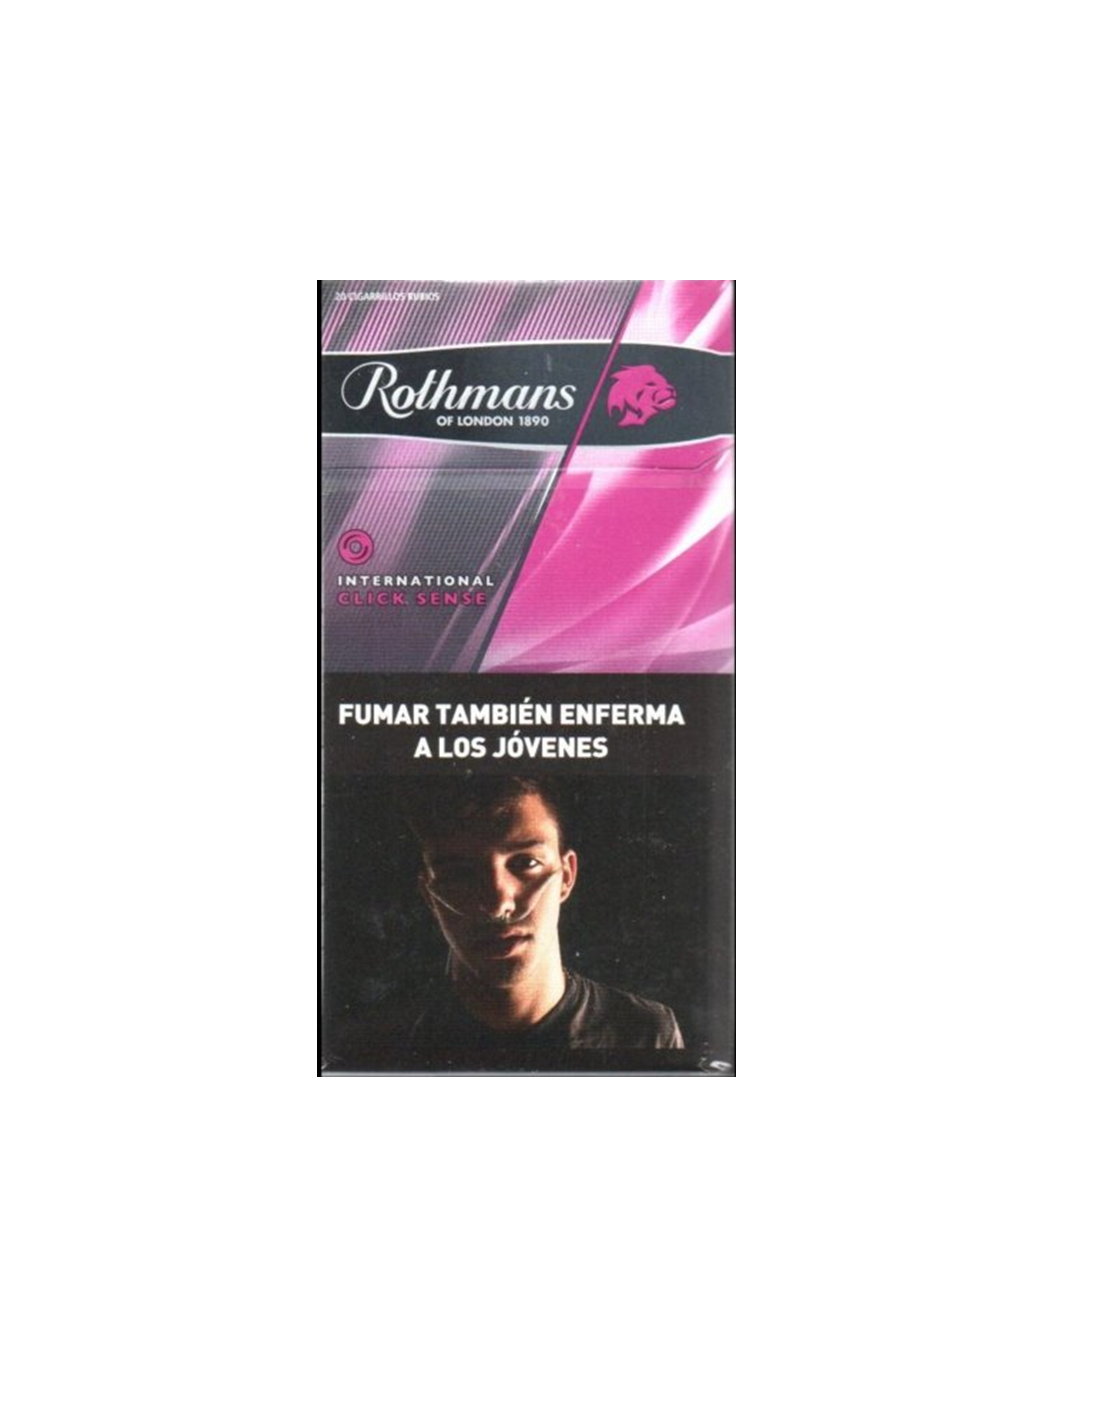 20 CIGARRILLOS RUBIOS
Rothmans
OF LONDON 1890
INTERNATIONAL
CLICK SENSE
FUMAR TAMBIÉN ENFERMA
A LOS JÓVENES